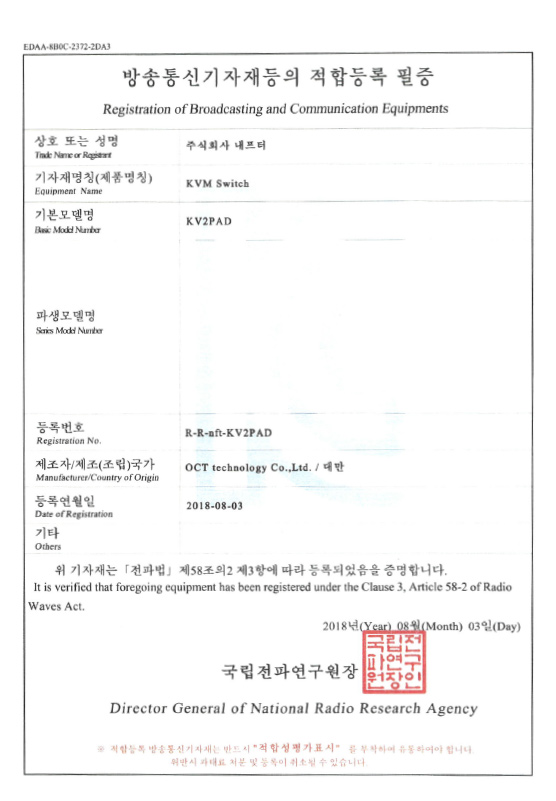 EDAA-8B0C-2372-2DA3
방송통신기자재등의 적합등록 필증
Registration of Broadcasting and Communication Equipments
상호 또는 성명
Trade Name or Registrant
주식회사 내프터
기자재명칭(제품명칭)
Equipment Name
KVM Switch
기본모델명
Basic Model Number
KV2PAD
파생모델명
Series Model Number
등록번호
Registration No.
R-R-nft-KV2PAD
제조자/제조(조립)국가
Manufacturer/Country of Origin
OCT technology Co.,Ltd. / 대만
등록연월일
Date of Registration
2018-08-03
기타
Others
위 기자재는 「전파법」 제58조의2 제3항에 따라 등록되었음을 증명합니다.
It is verified that foregoing equipment has been registered under the Clause 3, Article 58-2 of Radio
Waves Act.
2018년(Year) 08월(Month) 03일(Day)
국립전파연구원장
국립전
파연구
원장인
Director General of National Radio Research Agency
※ 적합등록 방송통신기자재는 반드시 "적합성평가표시" 를 부착하여 유통하여야 합니다.
위반시 과태료 처분 및 등록이 취소될 수 있습니다.